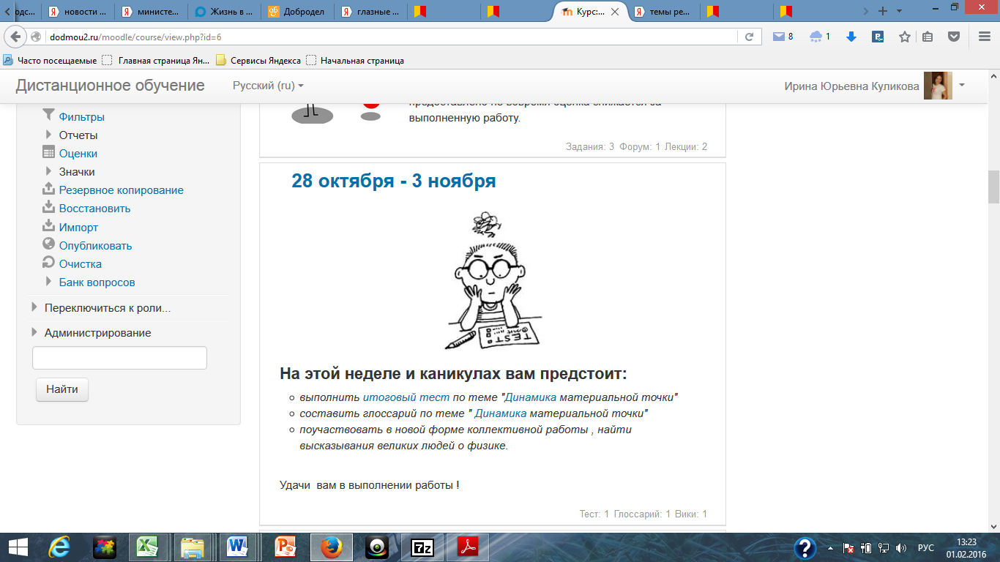 одс...
новости ...
министе...
Жизнь в ...
Добродел
глазные ...
Курс:...
темы ре...
dodmou2.ru/moodle/course/view.php?id=6
8
1
Часто посещаемые
Главная страница Ян...
Сервисы Яндекса
Начальная страница
Дистанционное обучение
Русский (ru)
Ирина Юрьевна Куликова
Фильтры
Отчеты
Оценки
Значки
Резервное копирование
Восстановить
Импорт
Опубликовать
Очистка
Банк вопросов
Переключиться к роли...
Администрирование
Найти
выполненную работу.
Задания: 3 Форум: 1 Лекции: 2
28 октября - 3 ноября
TEST
На этой неделе и каникулах вам предстоит:
выполнить итоговый тест по теме "Динамика материальной точки"
составить глоссарий по теме " Динамика материальной точки"
поучаствовать в новой форме коллективной работы , найти
высказывания великих людей о физике.
Удачи вам в выполнении работы !
Тест: 1 Глоссарий: 1 Вики: 1
РУС
13:23
01.02.2016